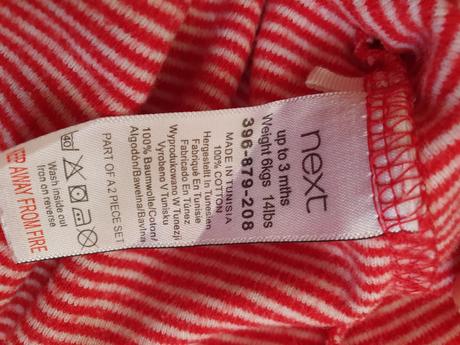 next
up to 3 mths
Weight 6kgs 14lbs
396-879-208
MADE IN TUNISIA
100% COTTON
Hergestellt In Tunesien
Fabriqué En Tunisie
Fabricado En Túnez
Wyprodukowano W Tunezji
Vyrobeno V Tunisku
100% Baumwolle/Coton/
Algodón/Bawełna/Bavlna
PART OF A 2 PIECE SET
40
Wash inside out
Iron on reverse
AWAY FROM FIRE